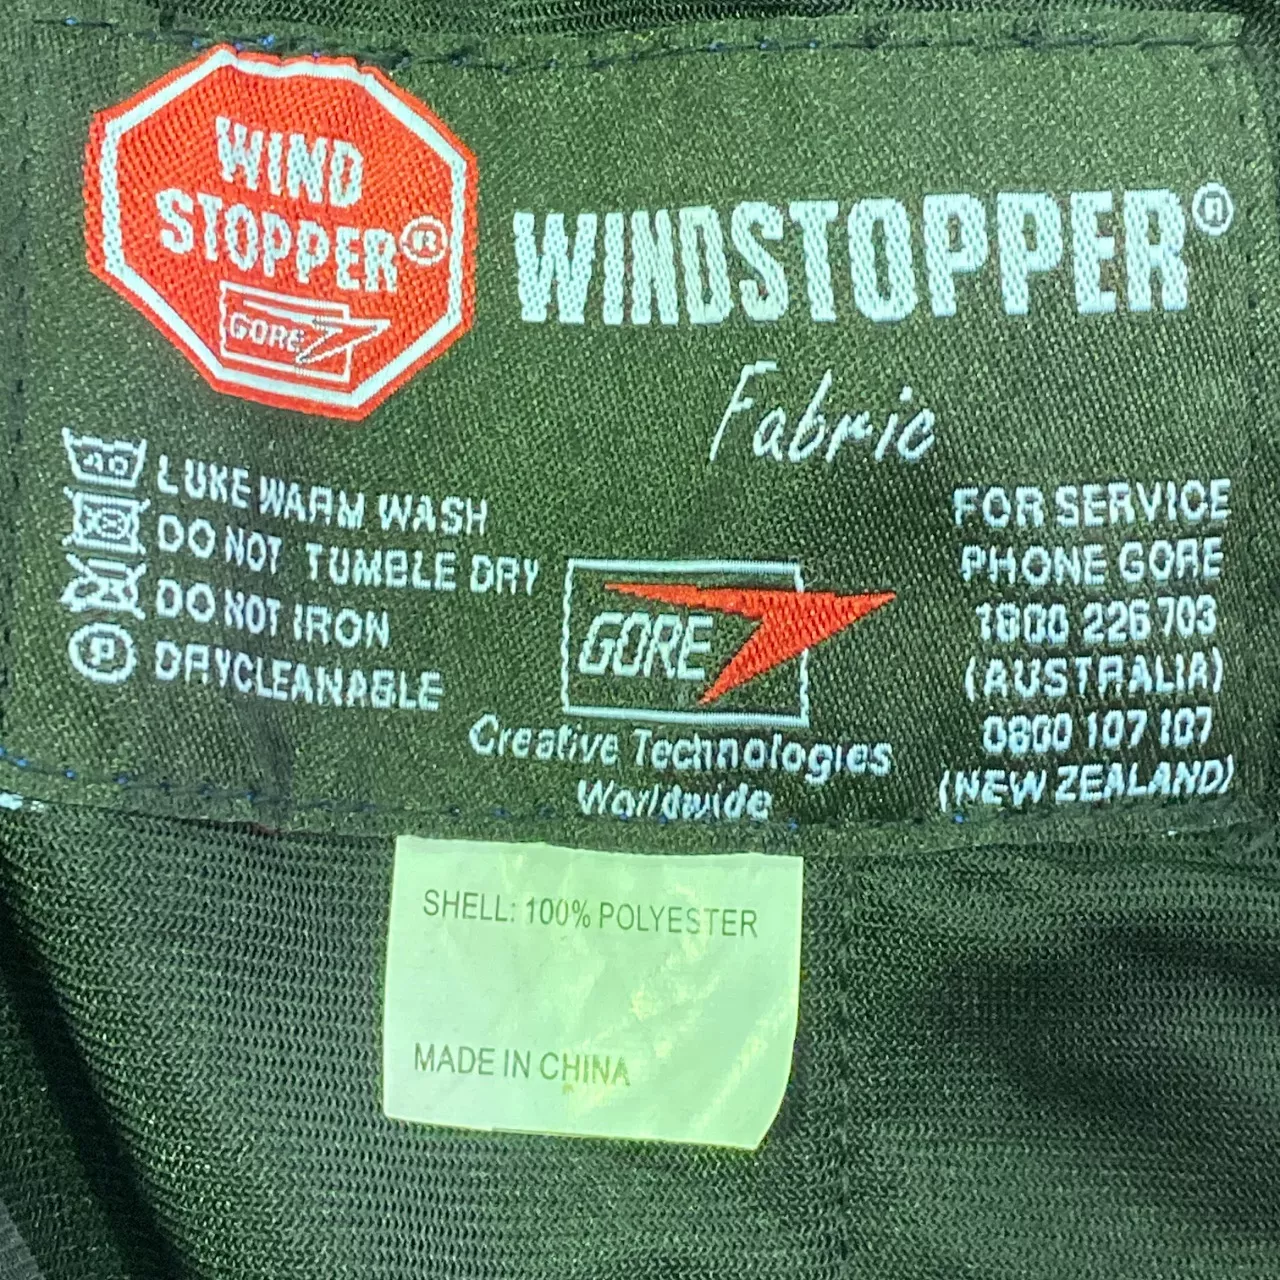 WIND
STOPPER®
GORE
WINDSTOPPER®
Fabric
LUKE WARM WASH
DO NOT TUMBLE DRY
DO NOT IRON
DRYCLEANABLE
GORE
Creative Technologies
Worldwide
FOR SERVICE
PHONE GORE
1800 226 703
(AUSTRALIA)
0800 107 107
(NEW ZEALAND)
SHELL: 100% POLYESTER
MADE IN CHINA